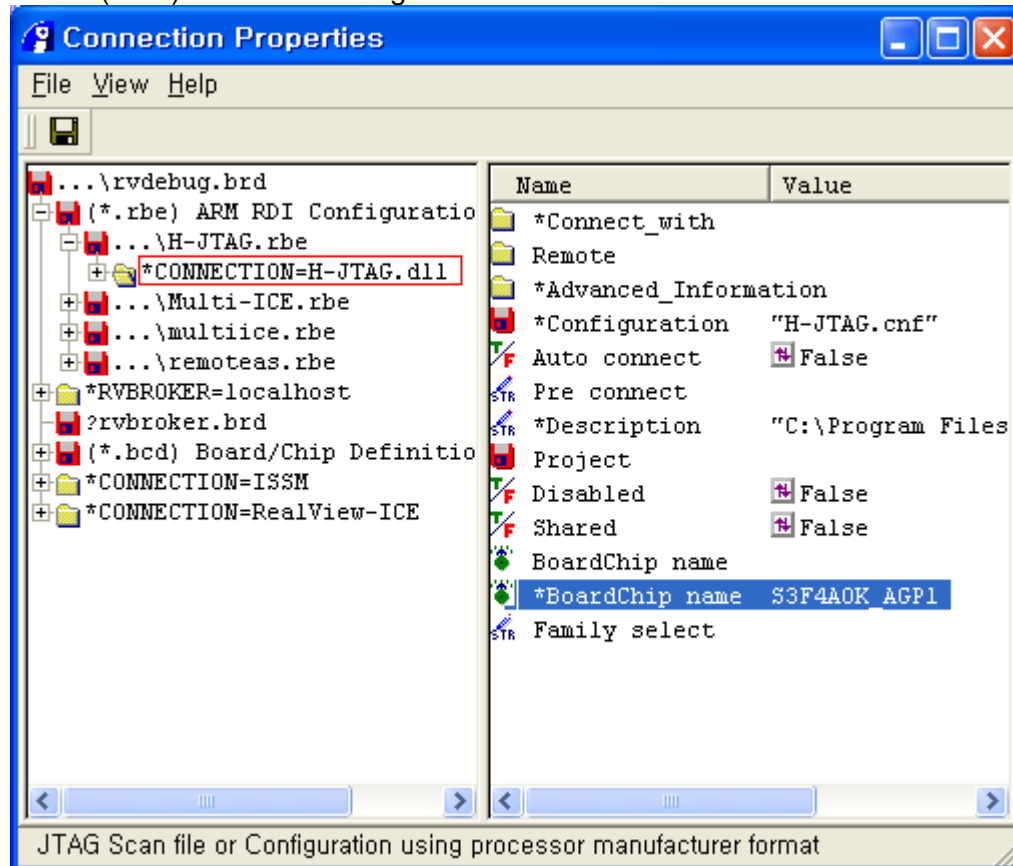 Connection Properties
File View Help
...\rvdebug.brd
(*.rbe) ARM RDI Configuratio
...\H-JTAG.rbe
*CONNECTION=H-JTAG.dll
...\Multi-ICE.rbe
...\multiice.rbe
...\remoteas.rbe
*RVBROKER=localhost
?rvbroker.brd
(*.bcd) Board/Chip Definitio
*CONNECTION=ISSM
*CONNECTION=RealView-ICE
Name Value
*Connect_with
Remote
*Advanced_Information
*Configuration "H-JTAG.cnf"
T/F Auto connect False
STR Pre connect
STR *Description "C:\Program Files
Project
T/F Disabled False
T/F Shared False
BoardChip name
*BoardChip name S3F4A0K_AGP1
STR Family select
JTAG Scan file or Configuration using processor manufacturer format